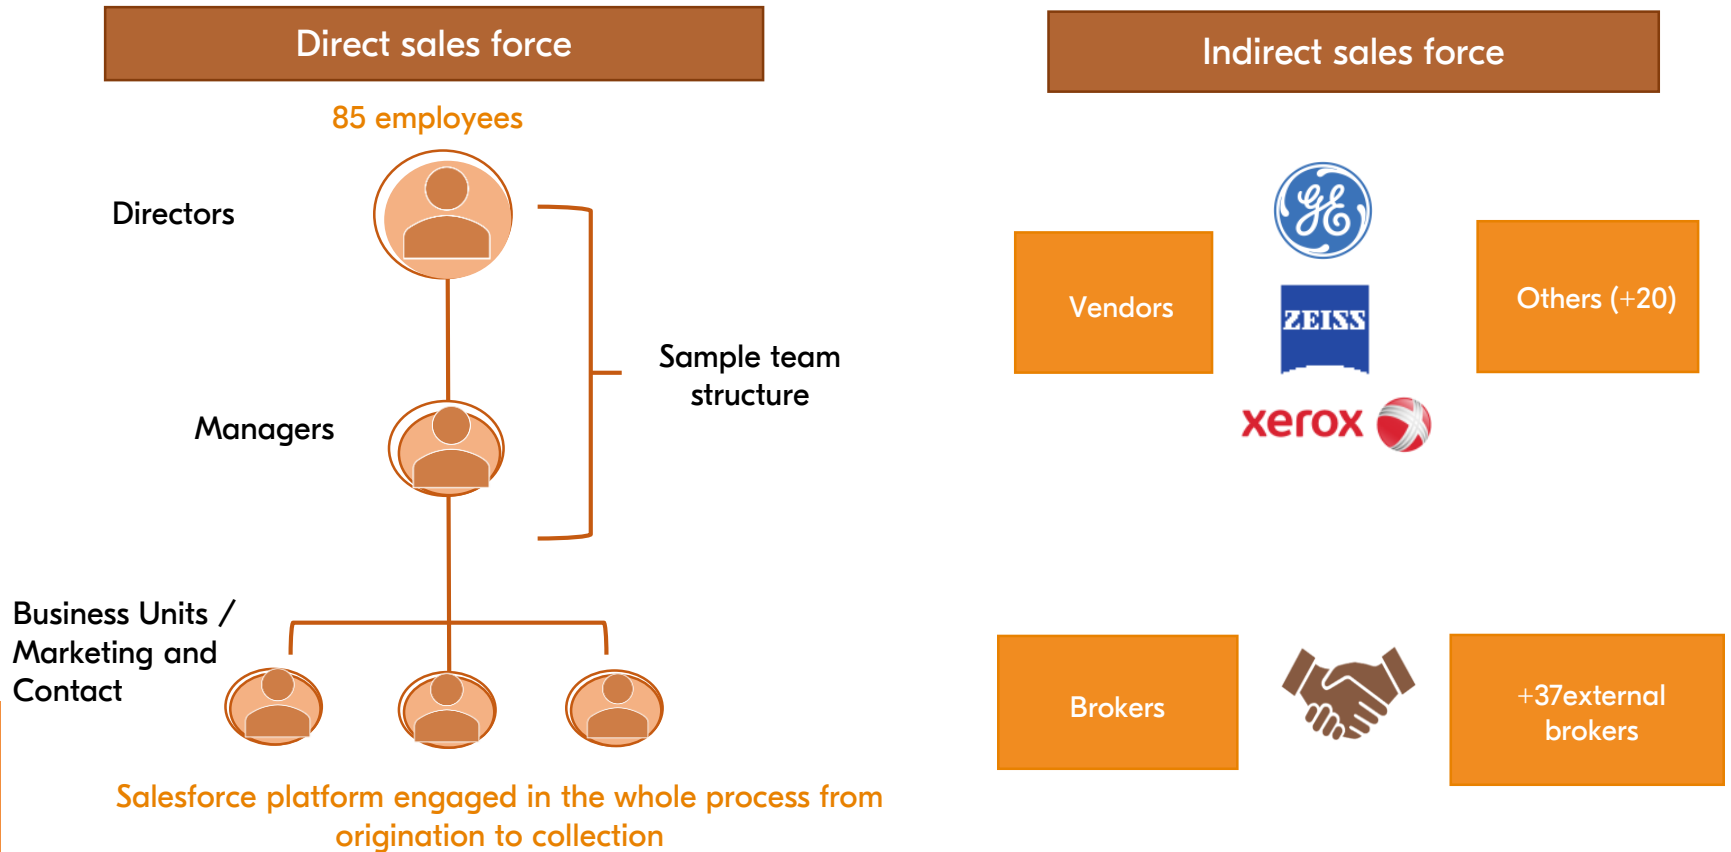 Direct sales force
85 employees
Directors
Managers
Sample team
structure
Business Units /
Marketing and
Contact
Salesforce platform engaged in the whole process from
origination to collection
Indirect sales force
Vendors
GE
ZEISS
xerox
Others (+20)
Brokers
+37external
brokers